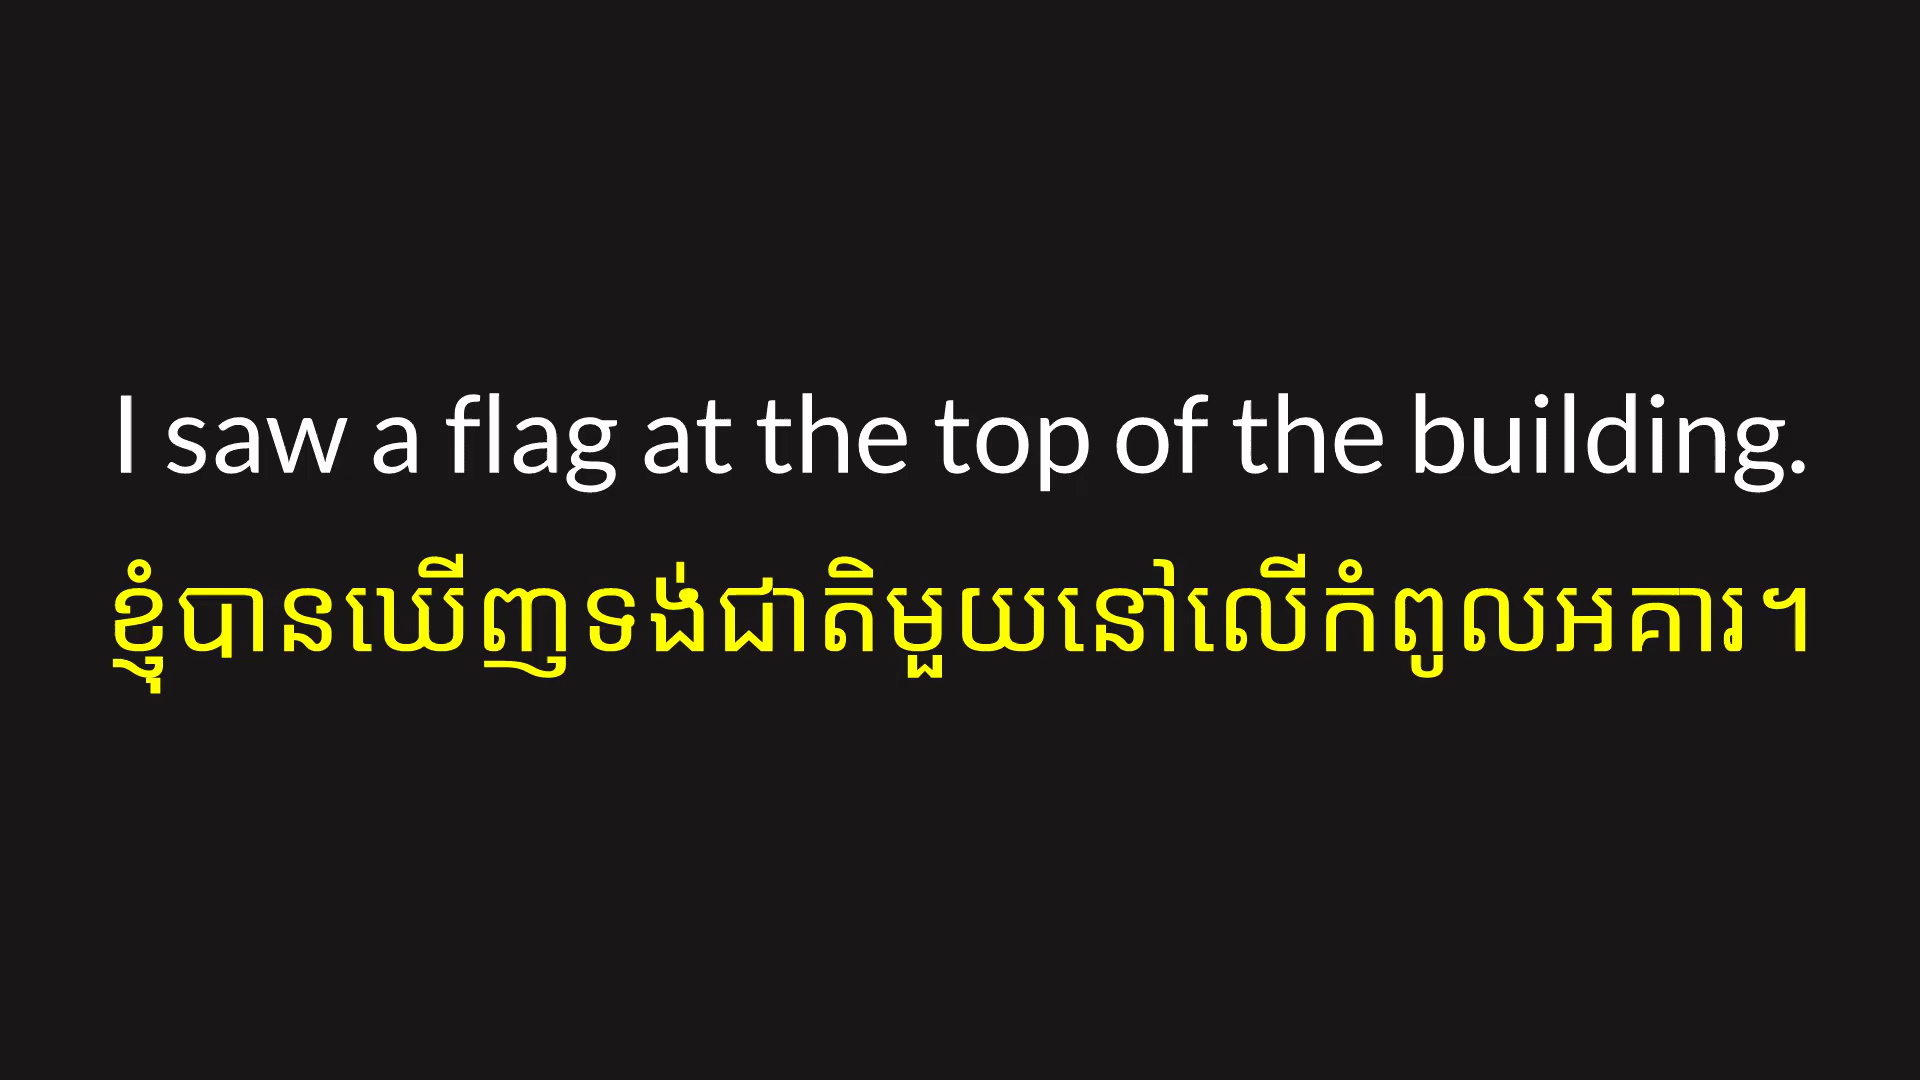 I saw a flag at the top of the building.
ខ្ញុំបានឃើញទង់ជាតិមួយនៅលើកំពូលអគារ។